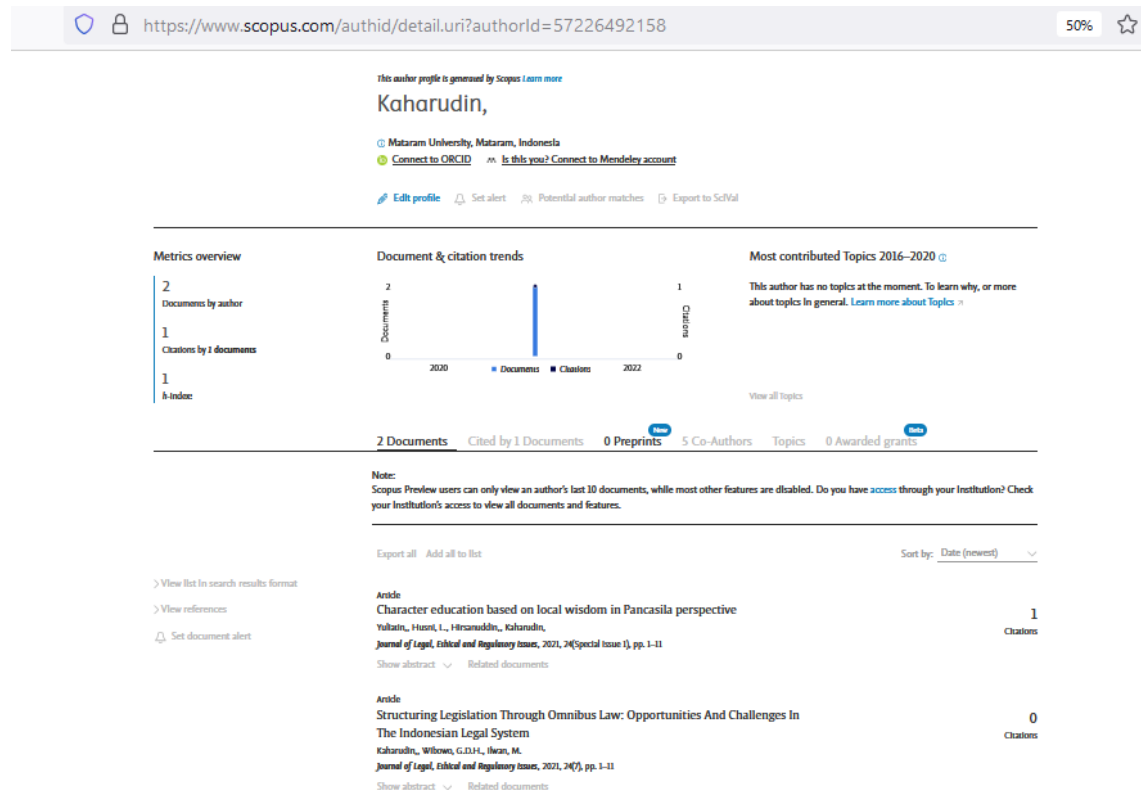 https://www.scopus.com/authid/detail.uri?authorId=57226492158
50%
This author profile is generated by Scopus Learn more
Kaharudin,
Mataram University, Mataram, Indonesia
Connect to ORCID Is this you? Connect to Mendeley account
Edit profile Set alert Potential author matches Export to SciVal
Metrics overview
2
Documents by author
1
Citations by 1 documents
1
h-index:
Document & citation trends
2
Documents
0
1
Citations
0
2020
Documents Citations
2022
Most contributed Topics 2016–2020
This author has no topics at the moment. To learn why, or more
about topics in general. Learn more about Topics
View all Topics
New
Beta
2 Documents Cited by 1 Documents 0 Preprints 5 Co-Authors Topics 0 Awarded grants
Note:
Scopus Preview users can only view an author's last 10 documents, while most other features are disabled. Do you have access through your institution? Check
your institution's access to view all documents and features.
Export all Add all to list
Sort by: Date (newest)
View list in search results format
View references
Set document alert
Article
Character education based on local wisdom in Pancasila perspective
1
Citations
Husni, L., Hirsanuddin,, Kaharudin,
Journal of Legal, Ethical and Regulatory Issues, 2021, 24(Special Issue 1), pp. 1–11
Show abstract Related documents
Article
Structuring Legislation Through Omnibus Law: Opportunities And Challenges In
The Indonesian Legal System
0
Citations
Kaharudin,, Wibowo, G.D.H., Ilwan, M.
Journal of Legal, Ethical and Regulatory Issues, 2021, 24(7), pp. 1–11
Show abstract Related documents